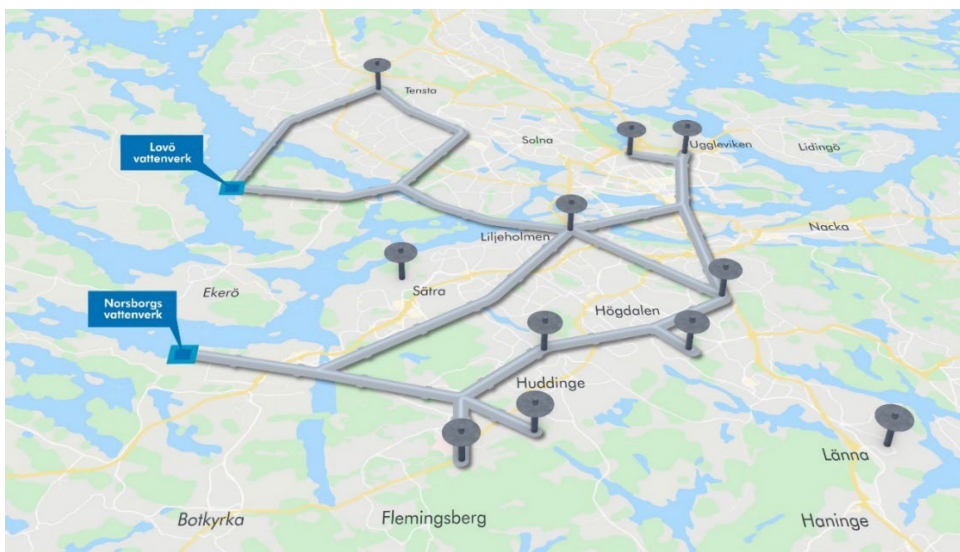 Tensta
Solna
Uggleviken
Lidingö
Lovö
vattenverk
Liljeholmen
Nacka
Ekerö
Sätra
Norsborgs
vattenverk
Högdalen
Huddinge
Länna
Botkyrka
Flemingsberg
Haninge